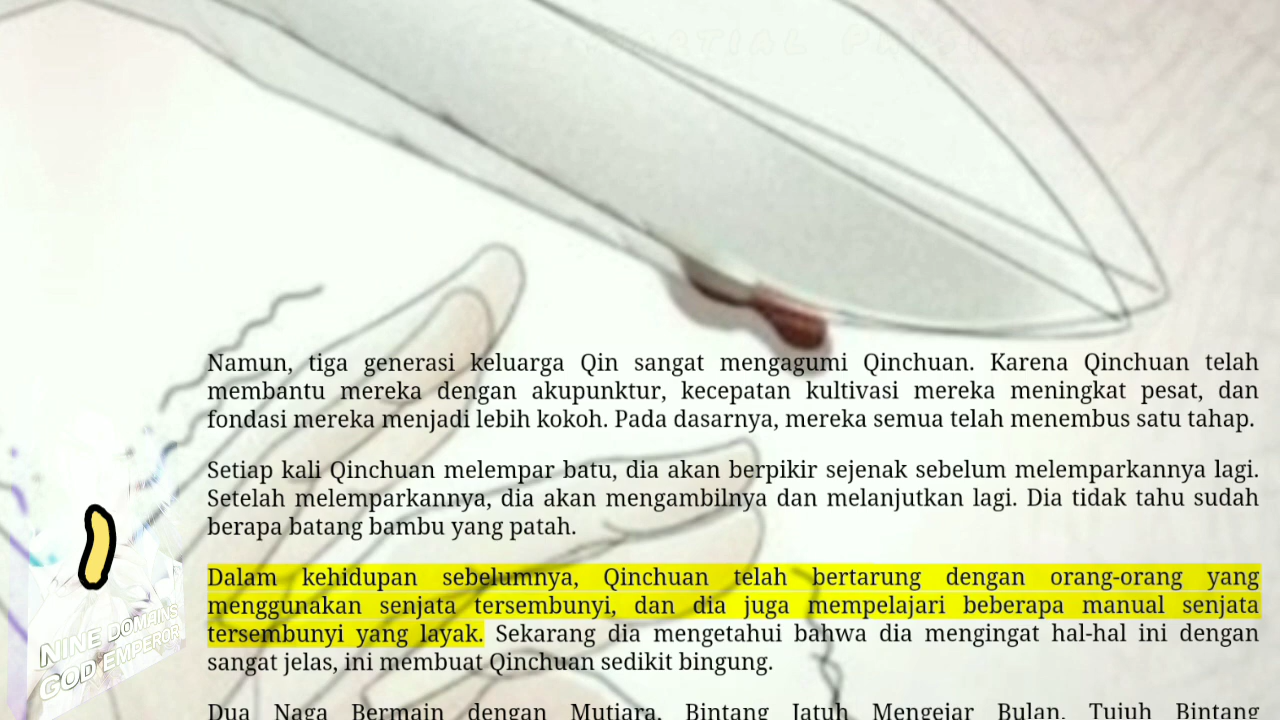 Namun, tiga generasi keluarga Qin sangat mengagumi Qinchuan. Karena Qinchuan telah
membantu mereka dengan akupunktur, kecepatan kultivasi mereka meningkat pesat, dan
fondasi mereka menjadi lebih kokoh. Pada dasarnya, mereka semua telah menembus satu tahap.
Setiap kali Qinchuan melempar batu, dia akan berpikir sejenak sebelum melemparkannya lagi.
Setelah melemparkannya, dia akan mengambilnya dan melanjutkan lagi. Dia tidak tahu sudah
berapa batang bambu yang patah.
Dalam kehidupan sebelumnya, Qinchuan telah bertarung dengan orang-orang yang
menggunakan senjata tersembunyi, dan dia juga mempelajari beberapa manual senjata
tersembunyi yang layak. Sekarang dia mengetahui bahwa dia mengingat hal-hal ini dengan
sangat jelas, ini membuat Qinchuan sedikit bingung.
Dua Naga Bermain dengan Mutiara, Bintang Jatuh Mengejar Bulan, Tujuh Bintang
NINE DOMAINS
GOD EMPEROR